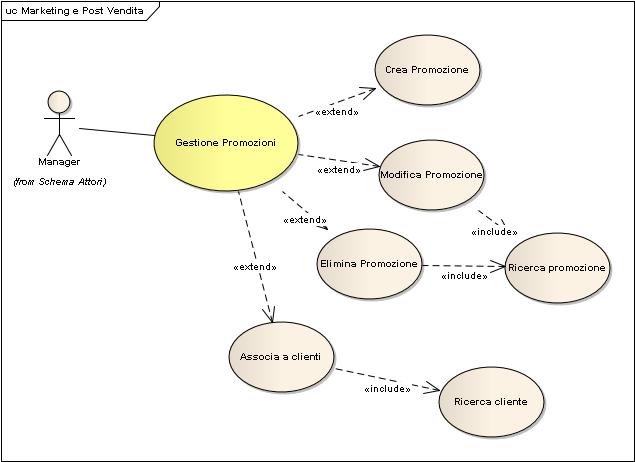 uc Marketing e Post Vendita
Crea Promozione
«extend»
Gestione Promozioni
Manager
(from Schema Attori)
«extend»
Modifica Promozione
«extend»
«include»
Elimina Promozione
«include»
Ricerca promozione
«extend»
Associa a clienti
«include»
Ricerca cliente